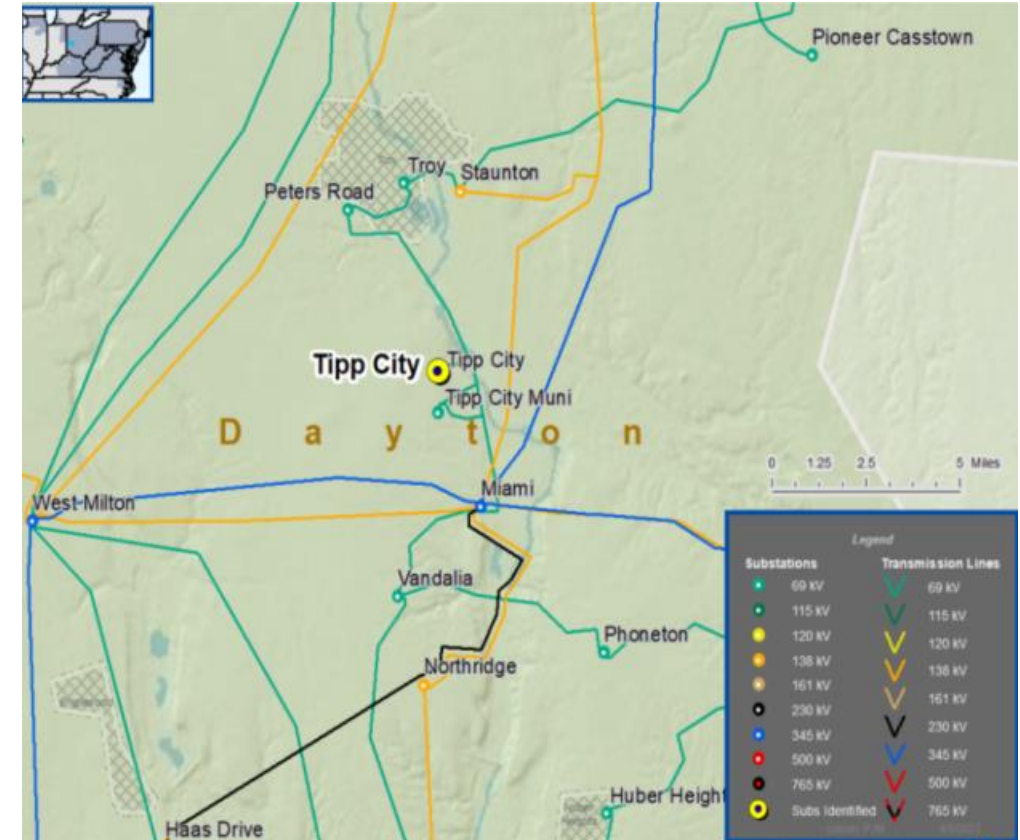 Pioneer Casstown
Troy
Staunton
Peters Road
Tipp City
Tipp City
Tipp City Muni
D a y t o n
0 1.25 2.5 5 Miles
West-Milton
Miami
Vandalia
Phoneton
Northridge
Huber Height
Haas Drive
Legend
Substations Transmission Lines
69 kV 69 kV
115 kV 115 kV
120 kV 120 kV
138 kV 138 kV
161 kV 161 kV
230 kV 230 kV
345 kV 345 kV
500 kV 500 kV
765 kV 765 kV
Subs Identified